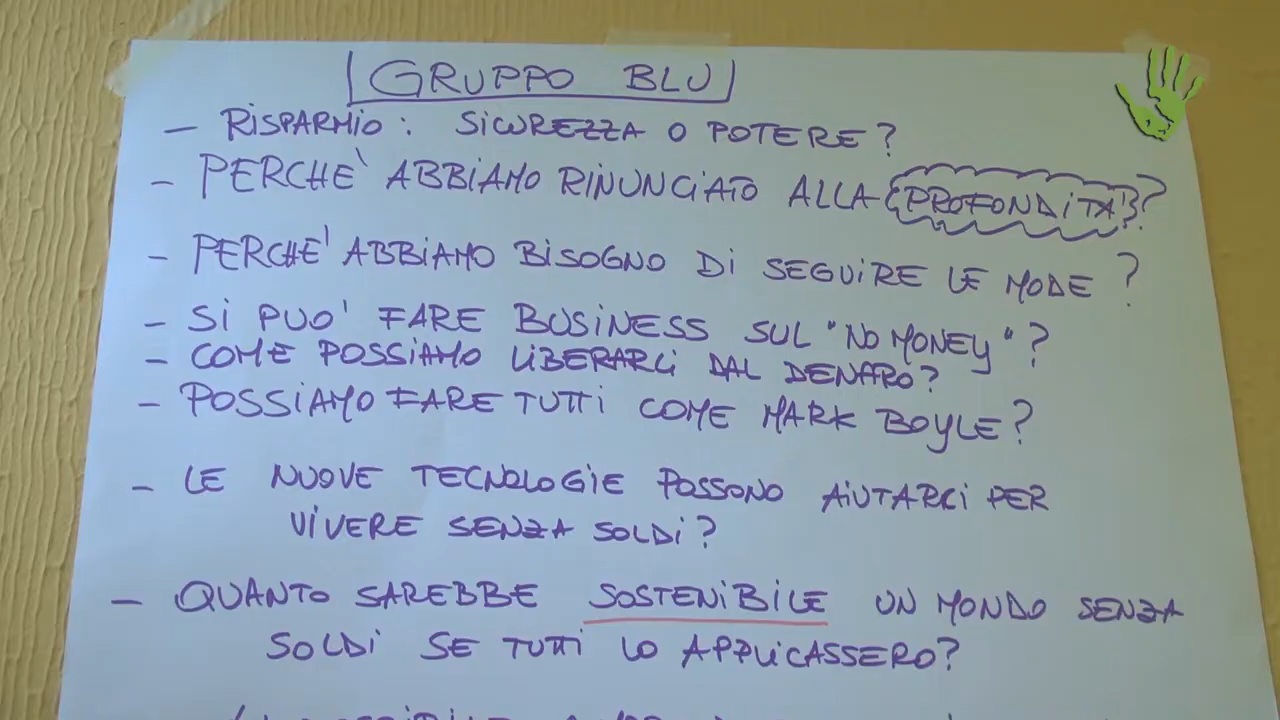 GRUPPO BLU
- RISPARMIO: SICUREZZA O POTERE?
- PERCHE' ABBIAMO RINUNCIATO ALLA PROFONDITA'?
- PERCHE' ABBIAMO BISOGNO DI SEGUIRE LE MODE?
- SI PUO' FARE BUSINESS SUL "NO MONEY"?
- COME POSSIAMO LIBERARCI DAL DENARO?
- POSSIAMO FARE TUTTI COME MARK BOYLE?
- LE NUOVE TECNOLOGIE POSSONO AIUTARCI PER
VIVERE SENZA SOLDI?
- QUANTO SAREBBE SOSTENIBILE UN MONDO SENZA
SOLDI SE TUTTI LO APPLICASSERO?